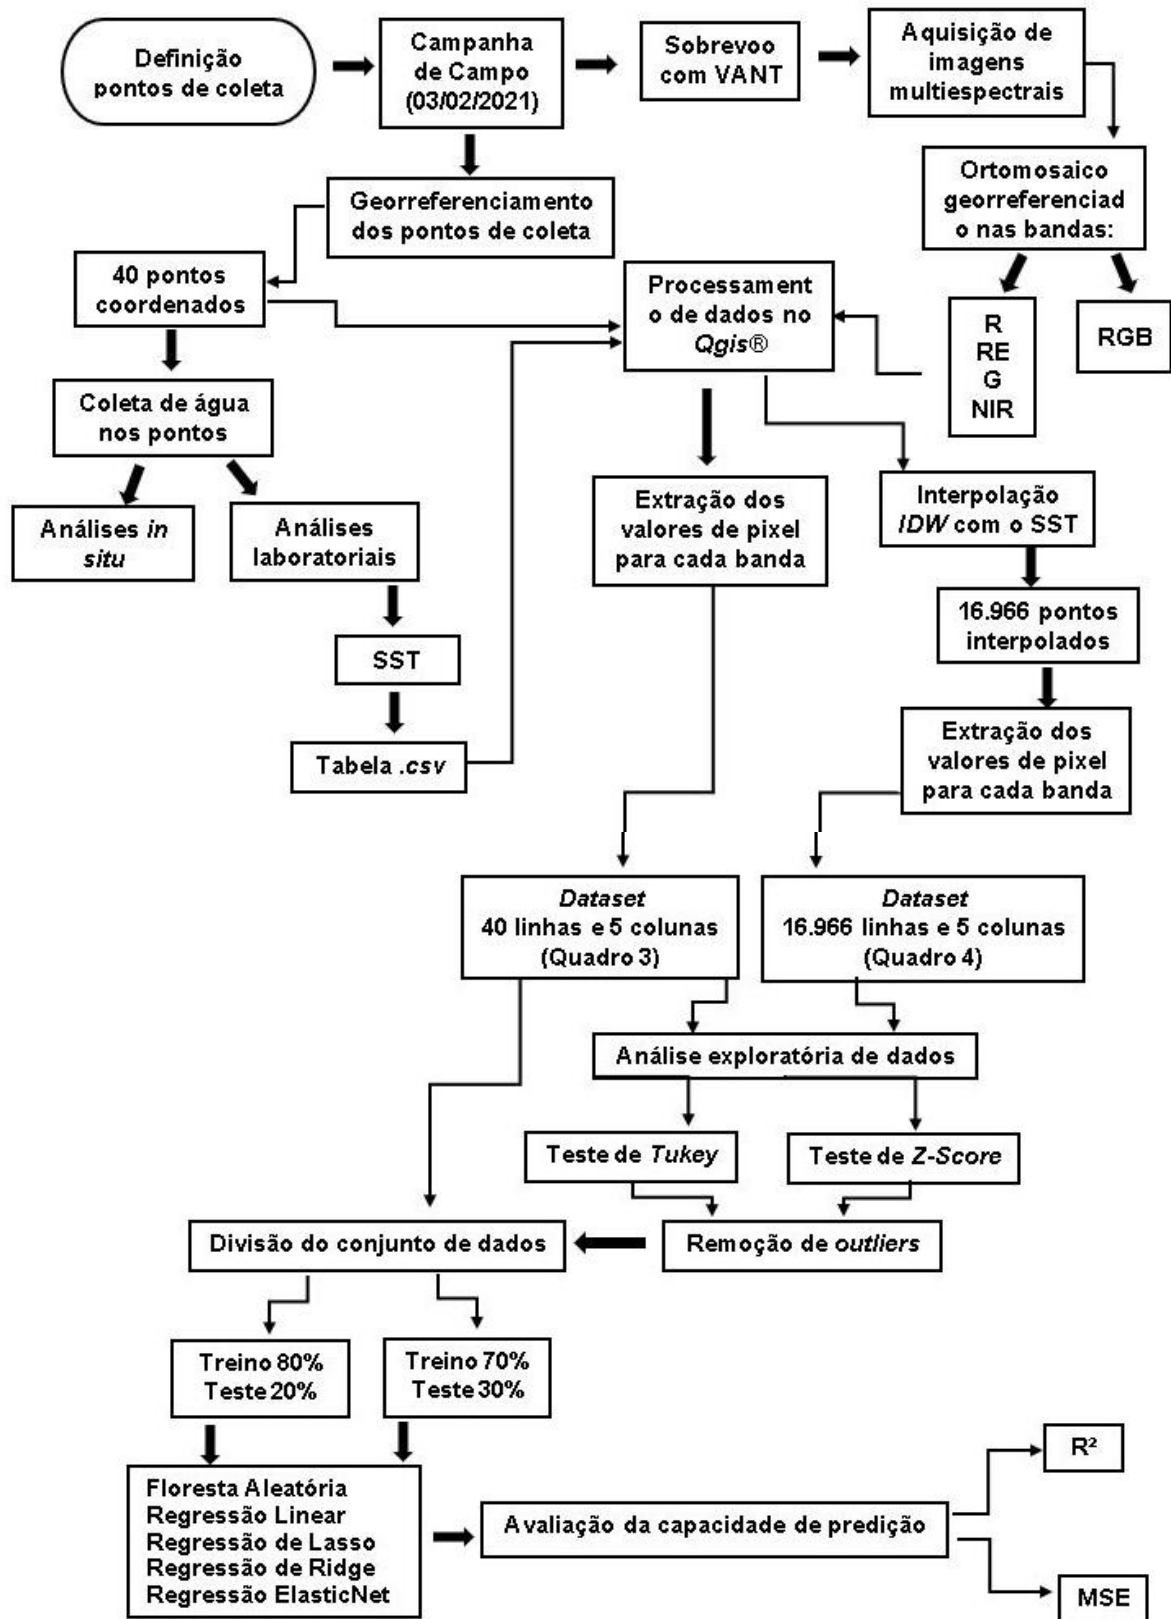 Definição
pontos de coleta
Campanha
de Campo
(03/02/2021)
Sobrevoo
com VANT
Aquisição de
imagens
multiespectrais
Georreferenciamento
dos pontos de coleta
Ortomosaico
georreferenciad
o nas bandas:
40 pontos
coordenados
Processament
o de dados no
Qgis®
R
RE
G
NIR
RGB
Coleta de água
nos pontos
Análises in
situ
Análises
laboratoriais
Extração dos
valores de pixel
para cada banda
Interpolação
IDW com o SST
16.966 pontos
interpolados
SST
Tabela .csv
Extração dos
valores de pixel
para cada banda
Dataset
40 linhas e 5 colunas
(Quadro 3)
Dataset
16.966 linhas e 5 colunas
(Quadro 4)
Análise exploratória de dados
Teste de Tukey
Teste de Z-Score
Divisão do conjunto de dados
Remoção de outliers
Treino 80%
Teste 20%
Treino 70%
Teste 30%
Floresta Aleatória
Regressão Linear
Regressão de Lasso
Regressão de Ridge
Regressão ElasticNet
Avaliação da capacidade de predição
R²
MSE